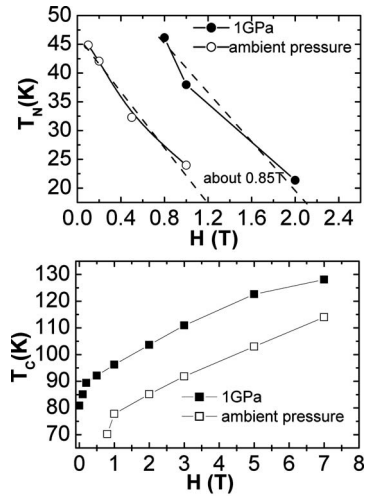 50
45
40
35
30
25
20
T_N(K)
1GPa
ambient pressure
about 0.85T
0.0 0.4 0.8 1.2 1.6 2.0 2.4
H (T)
130
120
110
100
90
80
70
T_C(K)
1GPa
ambient pressure
0 1 2 3 4 5 6 7 8
H (T)